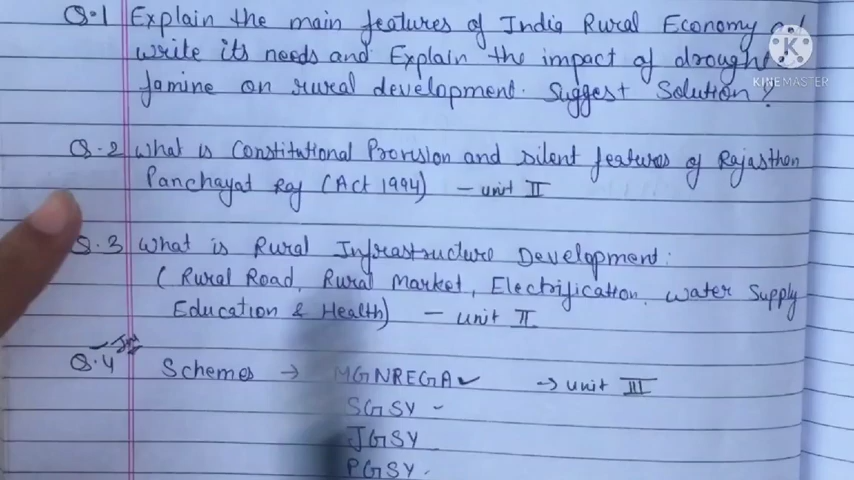 Q.1 Explain the main features of India Rural Economy
write its needs and Explain the impact of drought
famine on rural development. Suggest Solution?
KINEMASTER
Q.2 What is Constitutional Provision and Silent features of Rajasthan
Panchayat Raj (Act 1994) - unit II
Q.3 What is Rural Infrastructure Development:
(Rural Road, Rural Market, Electrification, Water Supply
Education & Health) - unit II
Q.4 Schemes → MGNREGA ✓ → unit III
SGSY -
JGSY
PGSY.